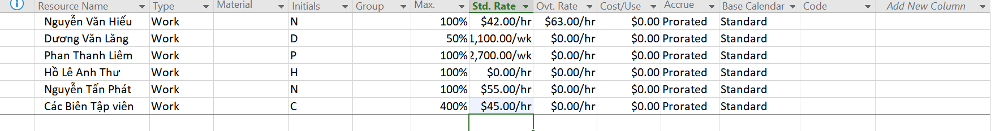 Resource Name Type Material Initials Group Max. Std. Rate Ovt. Rate Cost/Use Accrue Base Calendar Code Add New Column
Nguyễn Văn Hiếu Work N 100% $42.00/hr $63.00/hr $0.00 Prorated Standard
Dương Văn Lăng Work D 50% 1,100.00/wk $0.00/hr $0.00 Prorated Standard
Phan Thanh Liêm Work P 100% 2,700.00/wk $0.00/hr $0.00 Prorated Standard
Hồ Lê Anh Thư Work H 100% $0.00/hr $0.00/hr $0.00 Prorated Standard
Nguyễn Tấn Phát Work N 100% $55.00/hr $0.00/hr $0.00 Prorated Standard
Các Biên Tập viên Work C 400% $45.00/hr $0.00/hr $0.00 Prorated Standard